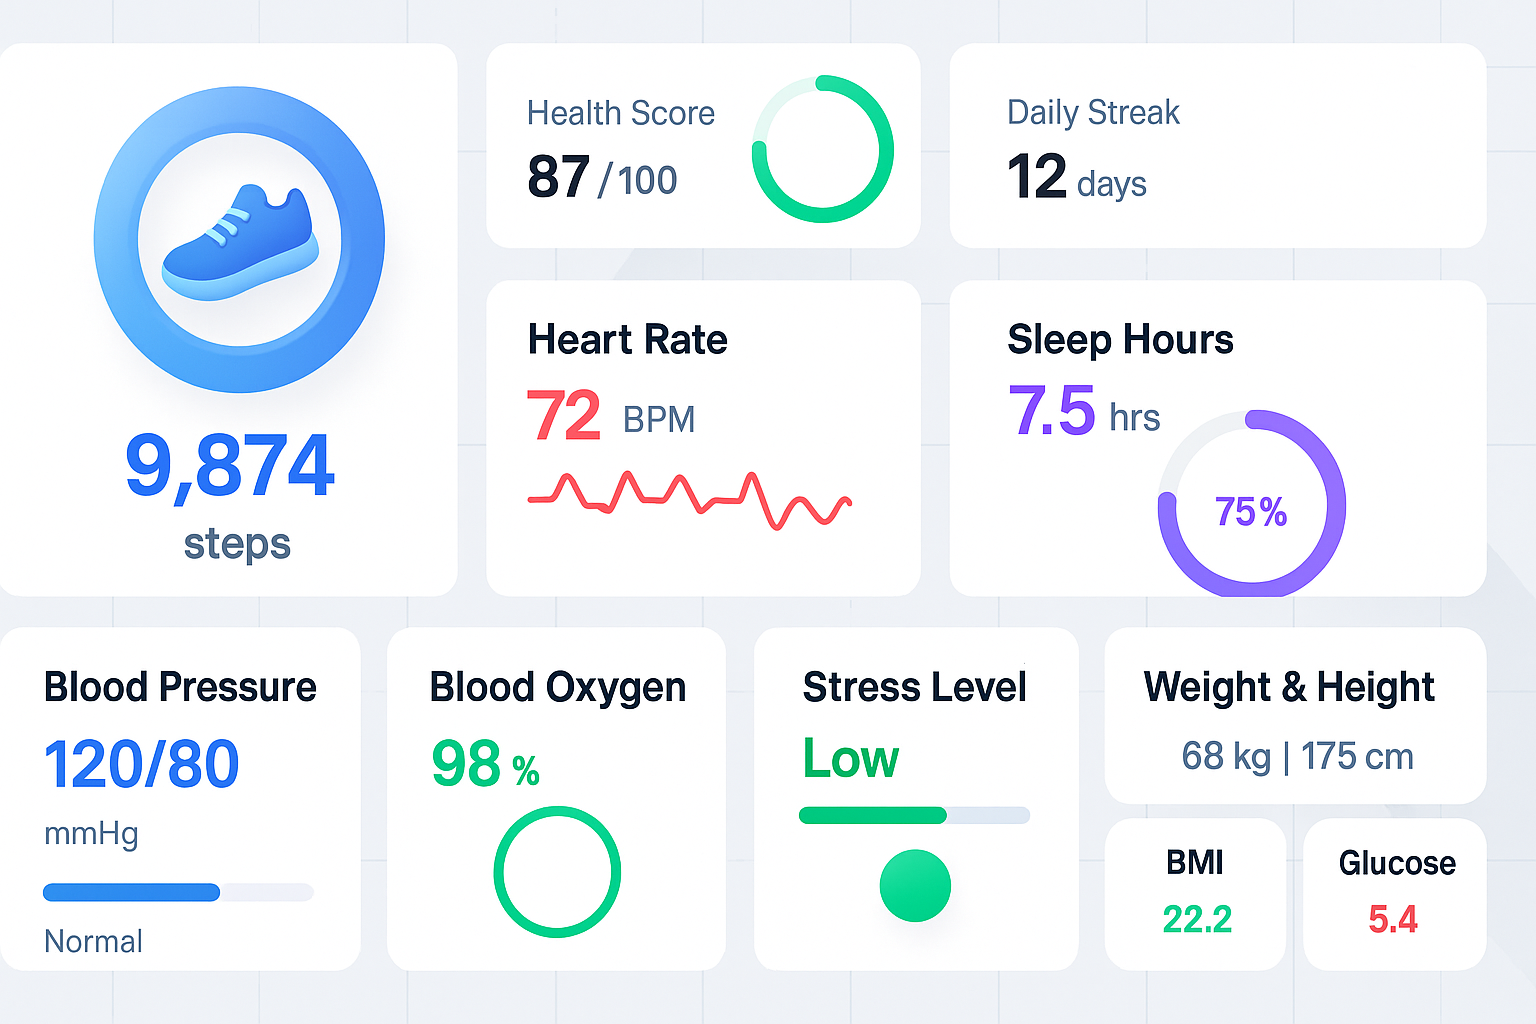 9,874
steps
Health Score
87 / 100
Daily Streak
12 days
Heart Rate
72 BPM
Sleep Hours
7.5 hrs
75%
Blood Pressure
120/80
mmHg
Normal
Blood Oxygen
98 %
Stress Level
Low
Weight & Height
68 kg | 175 cm
BMI
22.2
Glucose
5.4